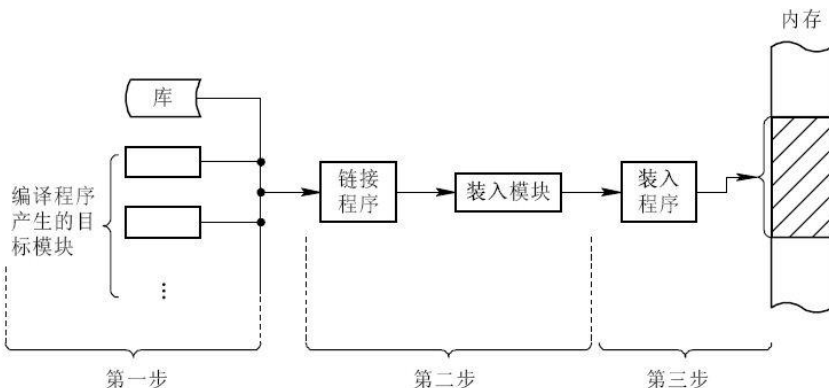 内存
库
编译程序
产生的目
标模块
⋮
链接
程序
装入模块
装入
程序
第一步
第二步
第三步